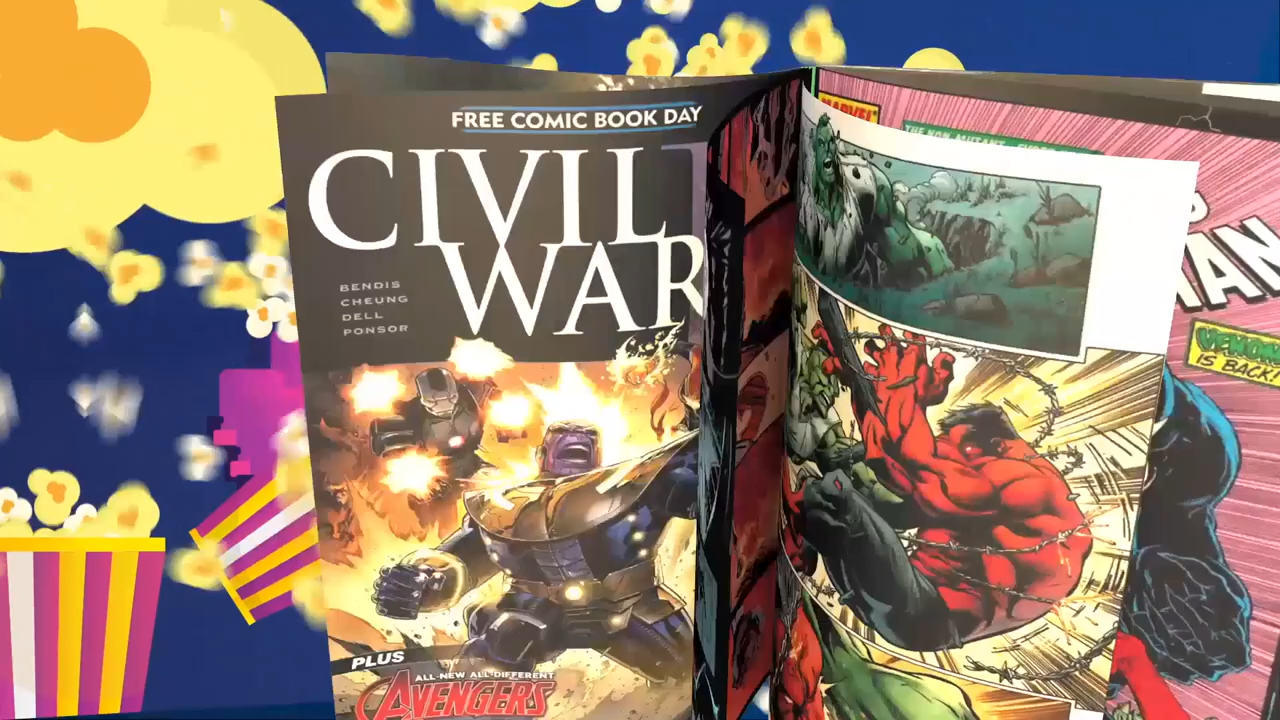 FREE COMIC BOOK DAY
CIVIL
WAR
BENDIS
CHEUNG
DELL
PONSOR
PLUS
ALL-NEW ALL-DIFFERENT
AVENGERS
MARVEL
THE NON-MUTANT
VENOM
IS BACK!